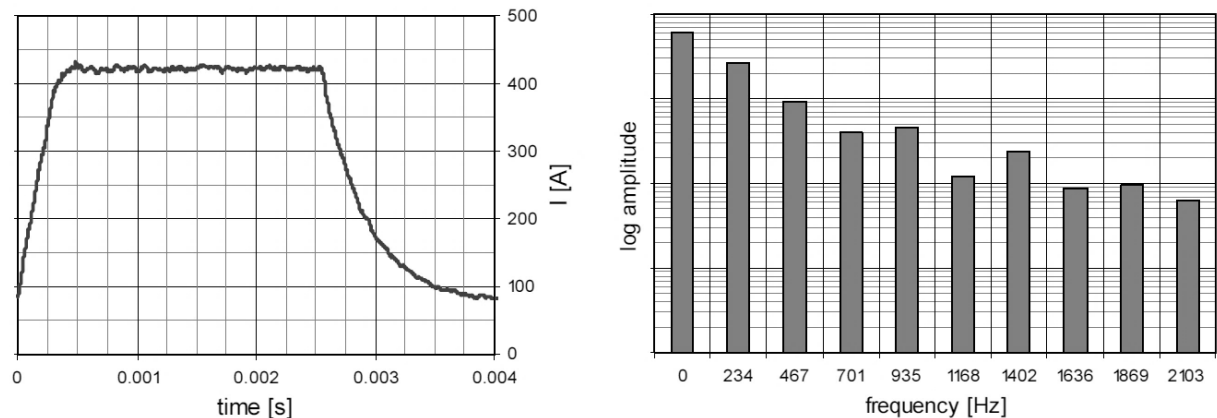 500
400
300
200
100
0
I [A]
0 0.001 0.002 0.003 0.004
time [s]
log amplitude
0 234 467 701 935 1168 1402 1636 1869 2103
frequency [Hz]